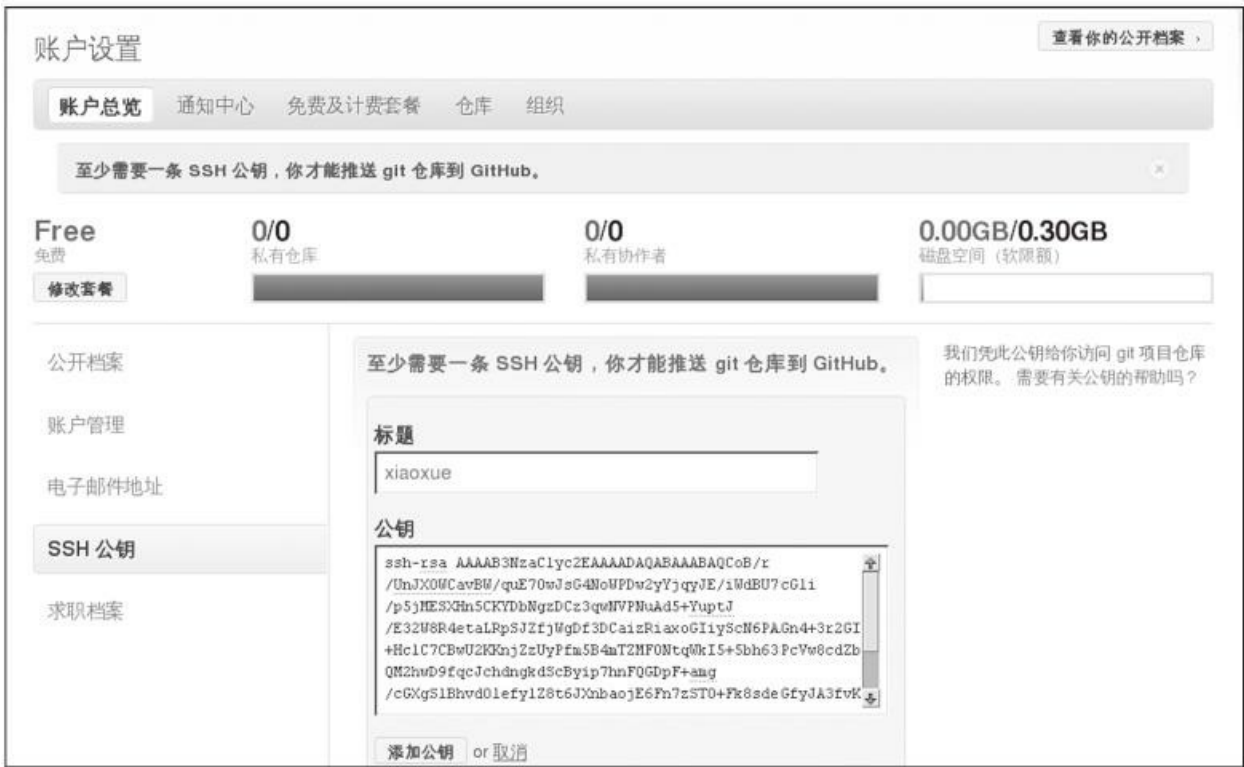 账户设置
查看你的公开档案 ›
账户总览 通知中心 免费及计费套餐 仓库 组织
至少需要一条 SSH 公钥，你才能推送 git 仓库到 GitHub。
Free
免费
修改套餐
0/0
私有仓库
0/0
私有协作者
0.00GB/0.30GB
磁盘空间（软限额）
公开档案
账户管理
电子邮件地址
SSH 公钥
求职档案
至少需要一条 SSH 公钥，你才能推送 git 仓库到 GitHub。
标题
xiaoxue
公钥
ssh-rsa AAAAB3NzaC1yc2EAAAADAQABAAABAQCoB/r
/UnJX0WCavBW/quE70wJsG4NoWPDw2yYjqyJE/iWdBU7cG1i
/p5jMESXHn5CKYDbNgzDCz3qwNVPNuAd5+YuptJ
/E32W8R4etaLRpSJZfjWgDf3DCaizRiaxoGIiyScN6PAGn4+3r2GI
+Hc1C7CBwU2KKnjZzUyPfm5B4mTZMF0NtqWkI5+5bh63PcVw8cdZb
QM2hwD9fqcJchdngkdScByip7hnFQGDpF+amg
/cGXgS1Bhvd0lefy1Z8t6JXnbaojE6Fn7zST0+Fk8sdeGfyJA3fvK
添加公钥 or 取消
我们凭此公钥给你访问 git 项目仓库
的权限。 需要有关公钥的帮助吗？